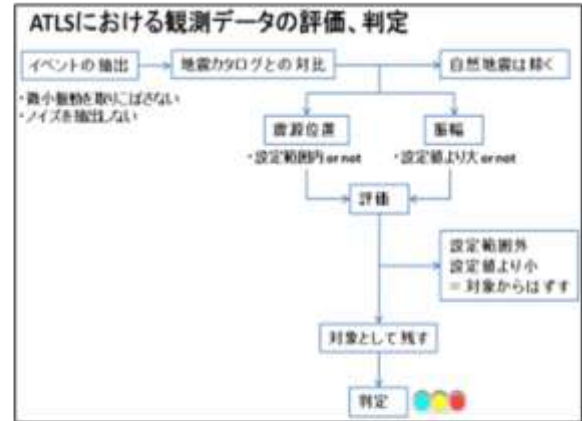 ATLSにおける観測データの評価、判定
イベントの抽出
地震カタログとの対比
自然地震は除く
・微小振動を取りこぼさない
・ノイズを抽出しない
震源位置
振幅
・設定範囲内 or not
・設定値より大 or not
評価
設定範囲外
設定値より小
= 対象からはずす
対象として残す
判定